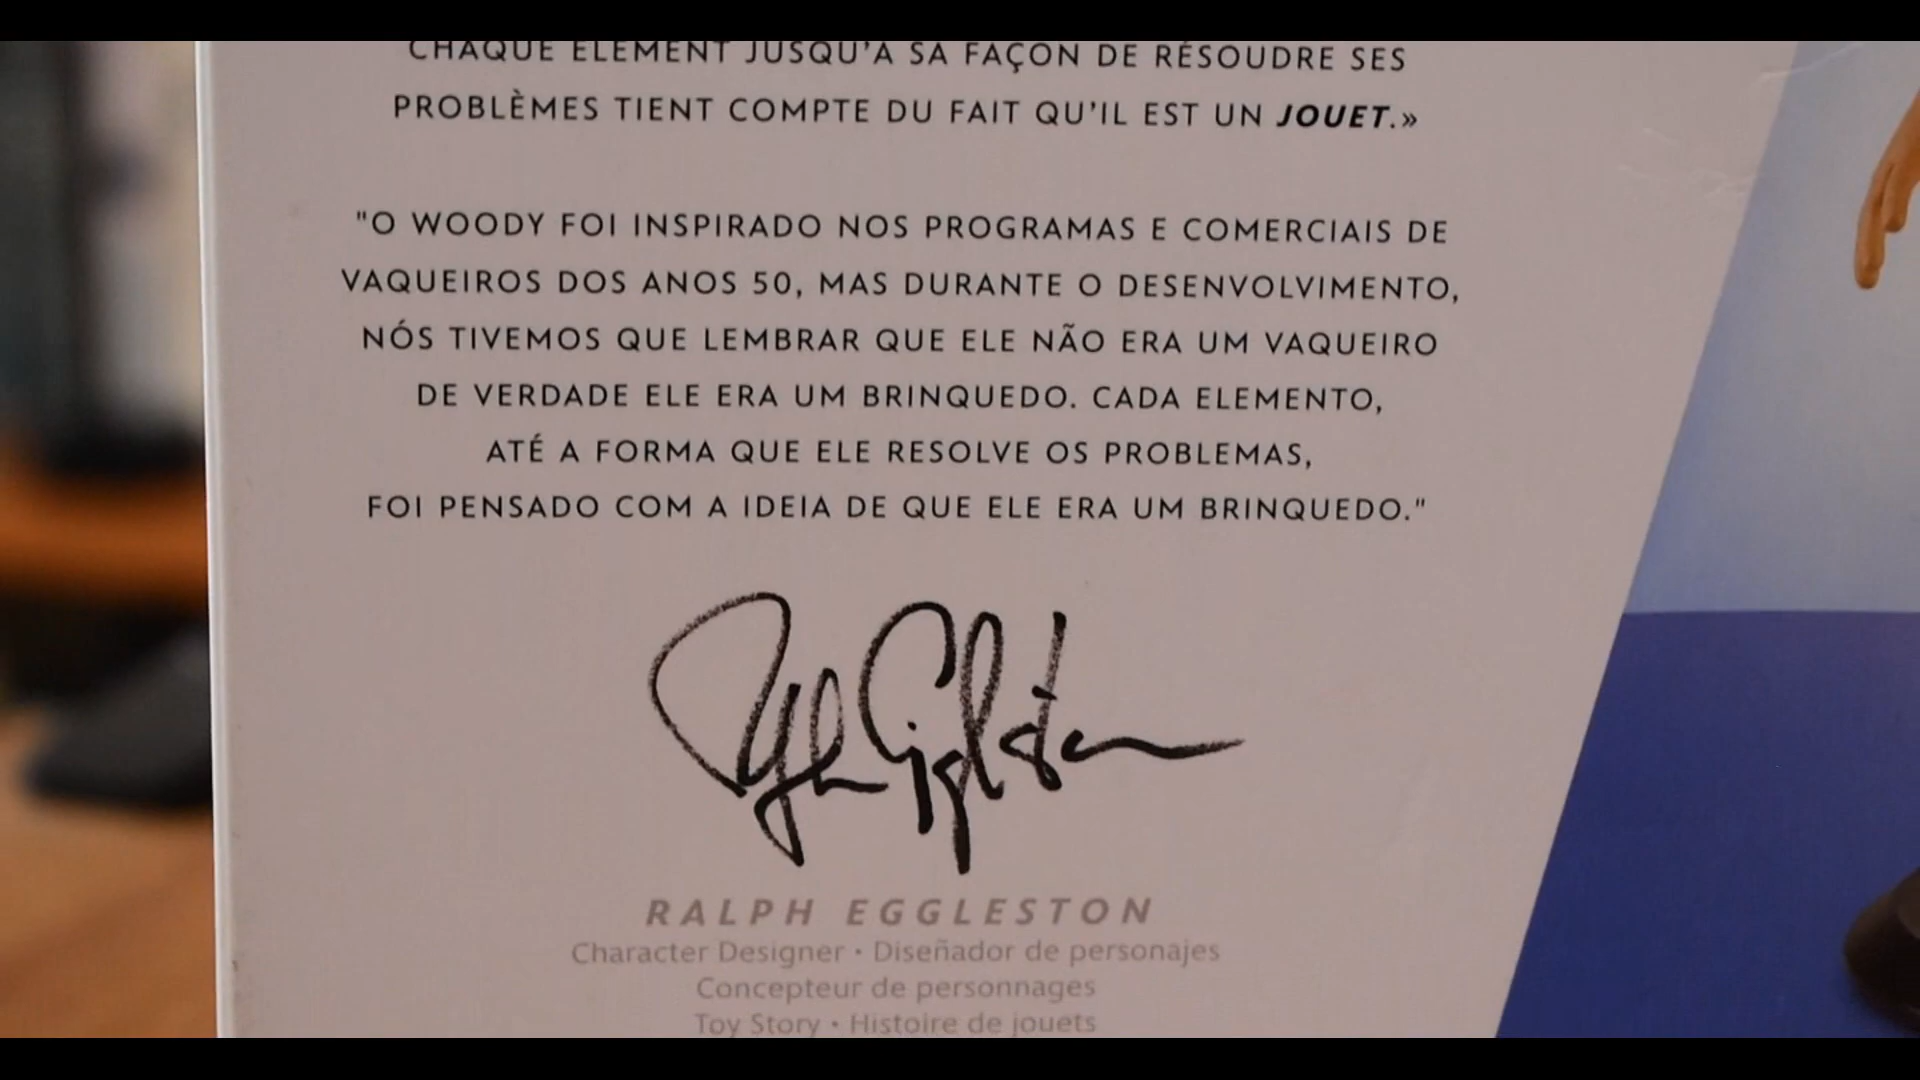 CHAQUE ÉLÉMENT JUSQU'À SA FAÇON DE RÉSOUDRE SES
PROBLÈMES TIENT COMPTE DU FAIT QU'IL EST UN JOUET.»
"O WOODY FOI INSPIRADO NOS PROGRAMAS E COMERCIAIS DE
VAQUEIROS DOS ANOS 50, MAS DURANTE O DESENVOLVIMENTO,
NÓS TIVEMOS QUE LEMBRAR QUE ELE NÃO ERA UM VAQUEIRO
DE VERDADE ELE ERA UM BRINQUEDO. CADA ELEMENTO,
ATÉ A FORMA QUE ELE RESOLVE OS PROBLEMAS,
FOI PENSADO COM A IDEIA DE QUE ELE ERA UM BRINQUEDO."
Ralph Eggleston
RALPH EGGLESTON
Character Designer • Diseñador de personajes
Concepteur de personnages
Toy Story • Histoire de jouets